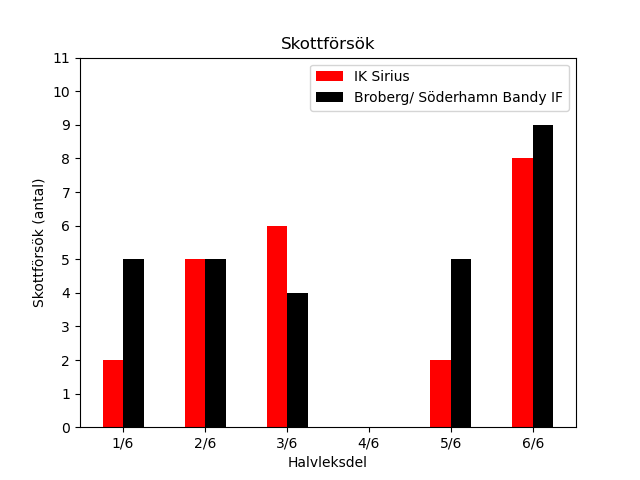 Skottförsök
IK Sirius
Broberg/ Söderhamn Bandy IF
Skottförsök (antal)
11
10
9
8
7
6
5
4
3
2
1
0
1/6 2/6 3/6 4/6 5/6 6/6
Halvleksdel